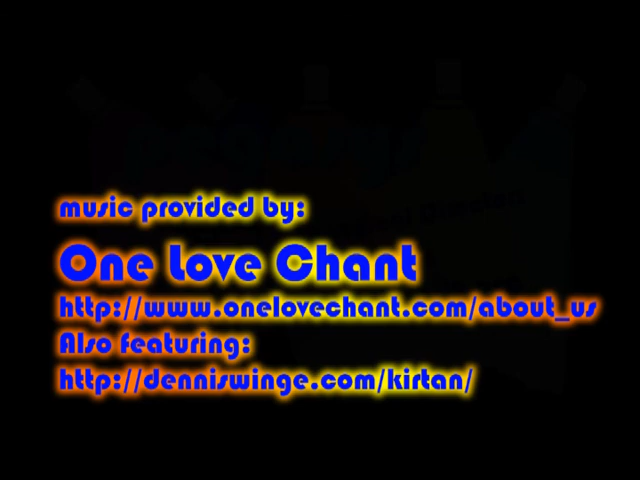 music provided by:
One Love Chant
http://www.onelovechant.com/about_us
Also featuring:
http://denniswinge.com/kirtan/